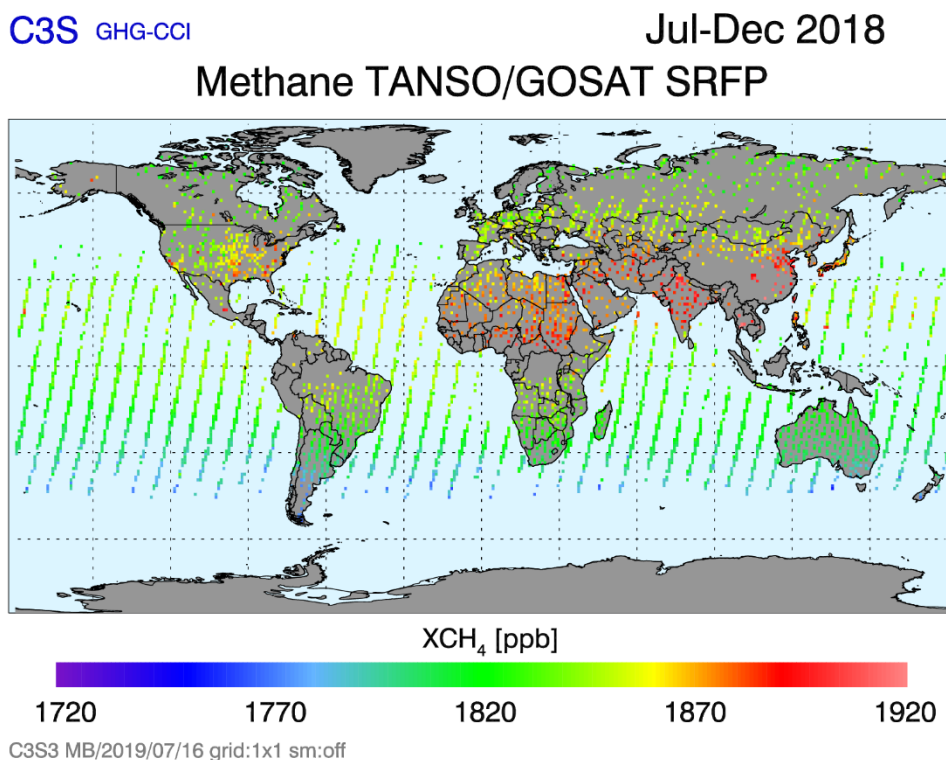 C3S GHG-CCI Jul-Dec 2018
Methane TANSO/GOSAT SRFP
XCH₄ [ppb]
1720 1770 1820 1870 1920
C3S3 MB/2019/07/16 grid:1x1 sm:off